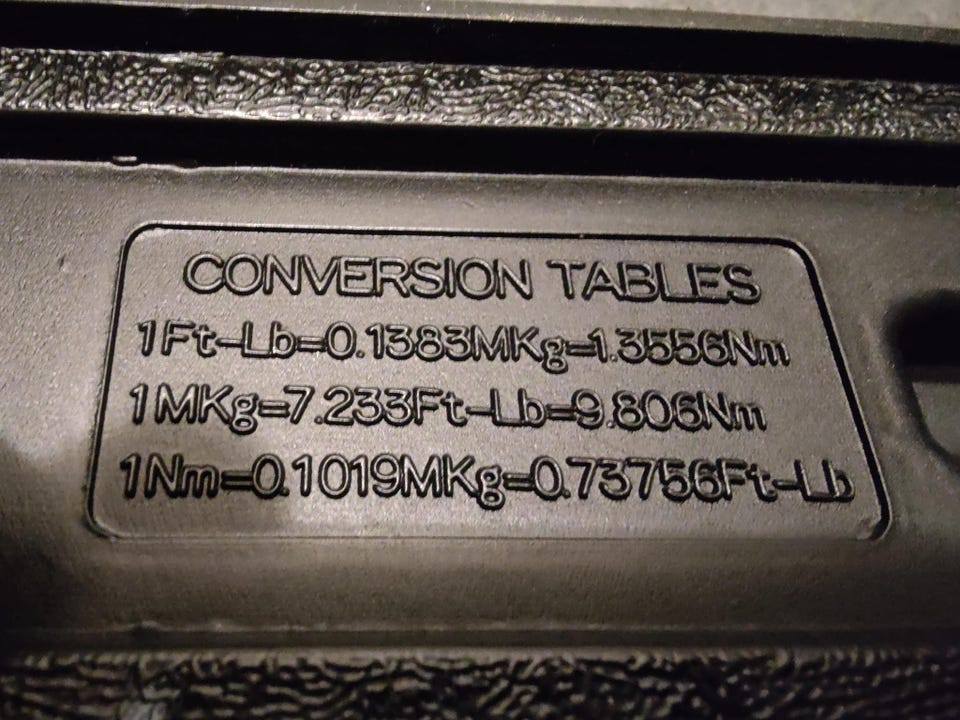 CONVERSION TABLES
1Ft-Lb=0.1383MKg=1.3556Nm
1MKg=7.233Ft-Lb=9.806Nm
1Nm=0.1019MKg=0.73756Ft-Lb